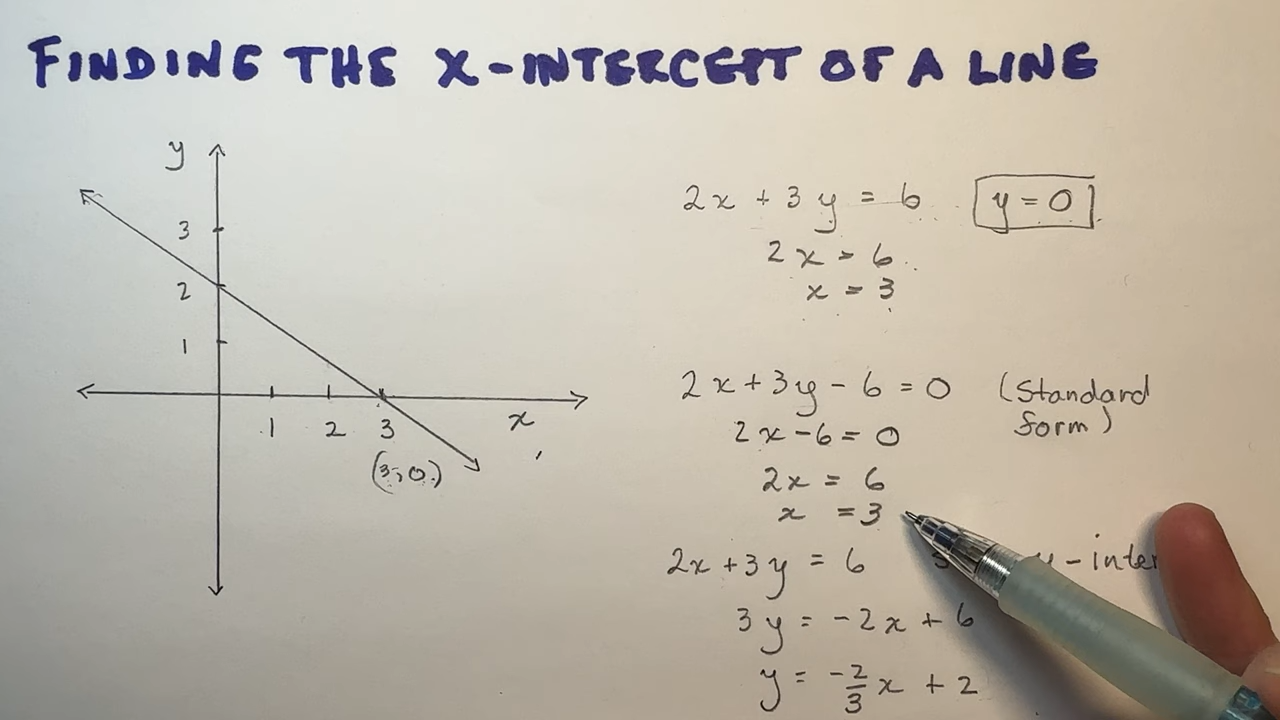 FINDING THE X-INTERCEPT OF A LINE
y
3
2
1
1 2 3
x
(3,0)
2x + 3y = 6 y = 0
2x = 6
x = 3
2x + 3y - 6 = 0 (Standard
form)
2x - 6 = 0
2x = 6
x = 3
2x + 3y = 6 y-inter
3y = -2x + 6
y = -2/3 x + 2